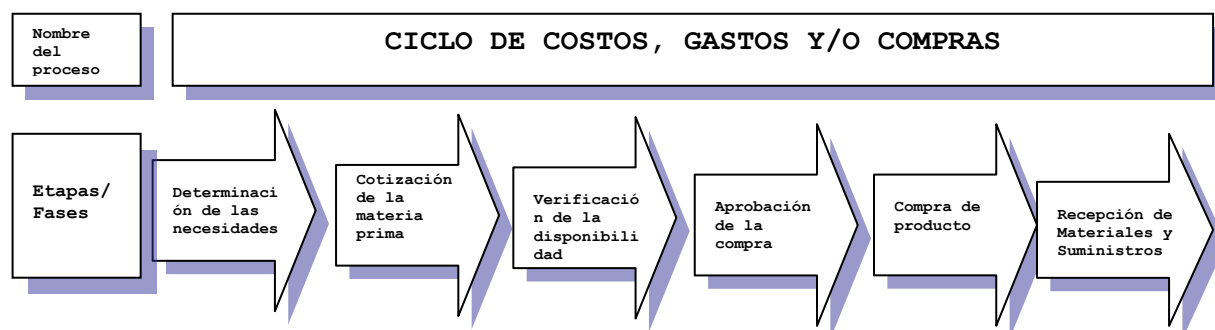 Nombre
del
proceso
CICLO DE COSTOS, GASTOS Y/O COMPRAS
Etapas/
Fases
Determinaci
ón de las
necesidades
Cotización
de la
materia
prima
Verificació
n de la
disponibili
dad
Aprobación
de la
compra
Compra de
producto
Recepción de
Materiales y
Suministros